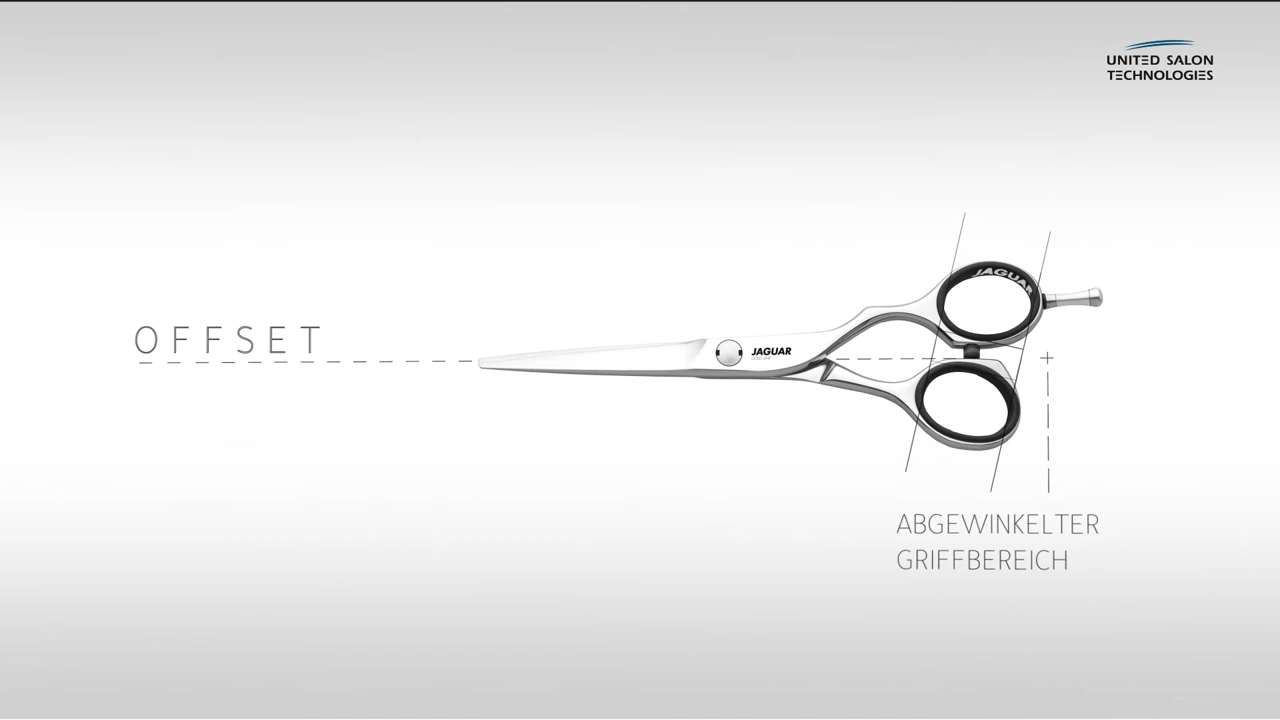 UNITED SALON
TECHNOLOGIES
OFFSET
JAGUAR
JAGUAR
ABGEWINKELTER
GRIFFBEREICH